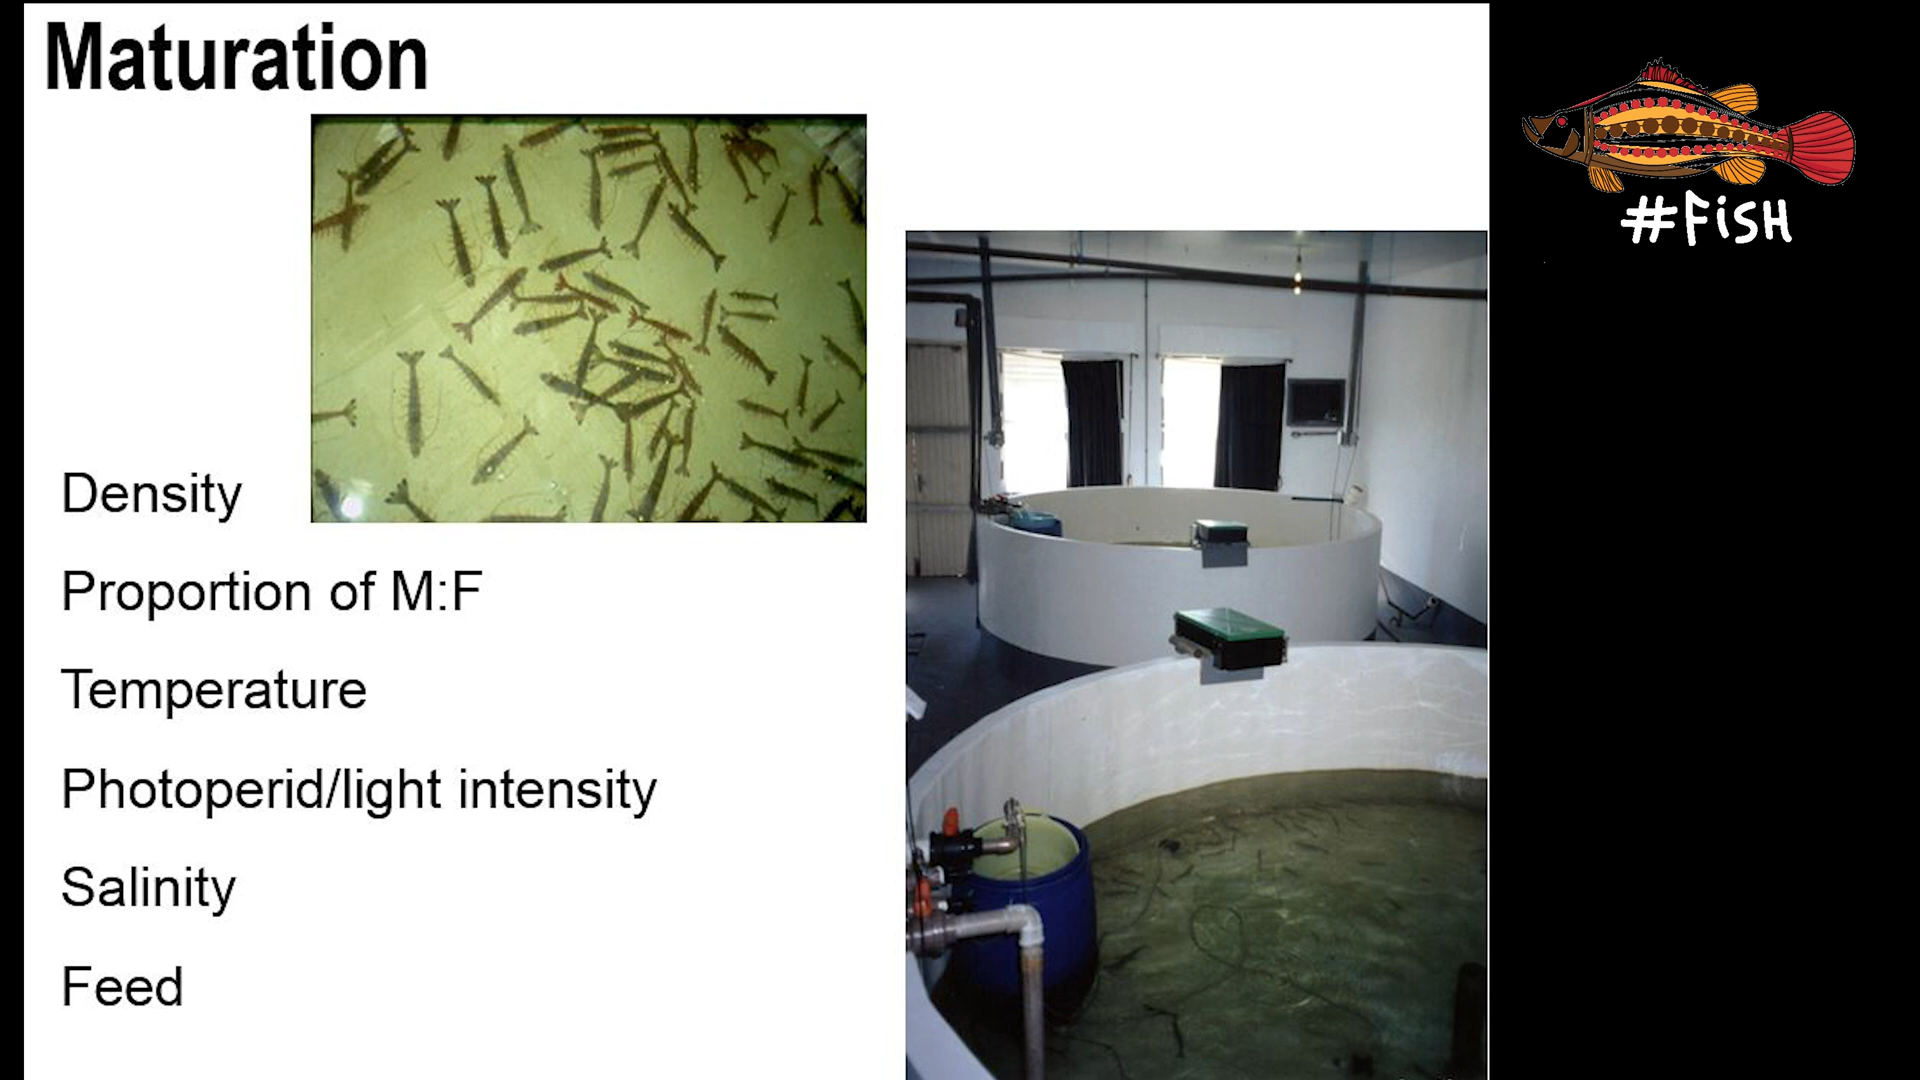 Maturation
#FiSH
Density
Proportion of M:F
Temperature
Photoperid/light intensity
Salinity
Feed